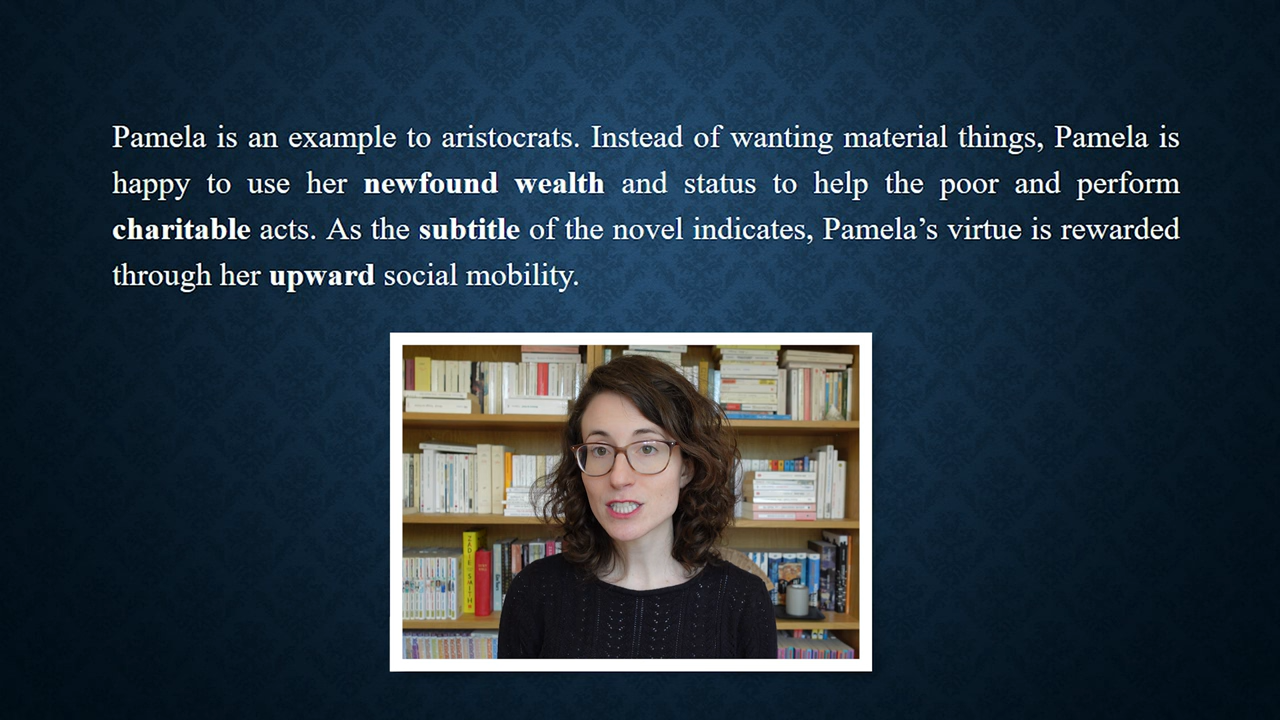 Pamela is an example to aristocrats. Instead of wanting material things, Pamela is
happy to use her newfound wealth and status to help the poor and perform
charitable acts. As the subtitle of the novel indicates, Pamela’s virtue is rewarded
through her upward social mobility.
ZADIE SMITH